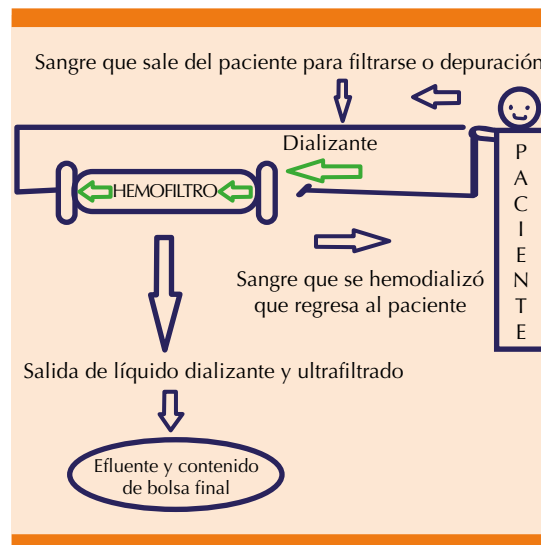 Sangre que sale del paciente para filtrarse o depuración
Dializante
HEMOFILTRO
PACIENTE
Sangre que se hemodializó
que regresa al paciente
Salida de líquido dializante y ultrafiltrado
Efluente y contenido
de bolsa final